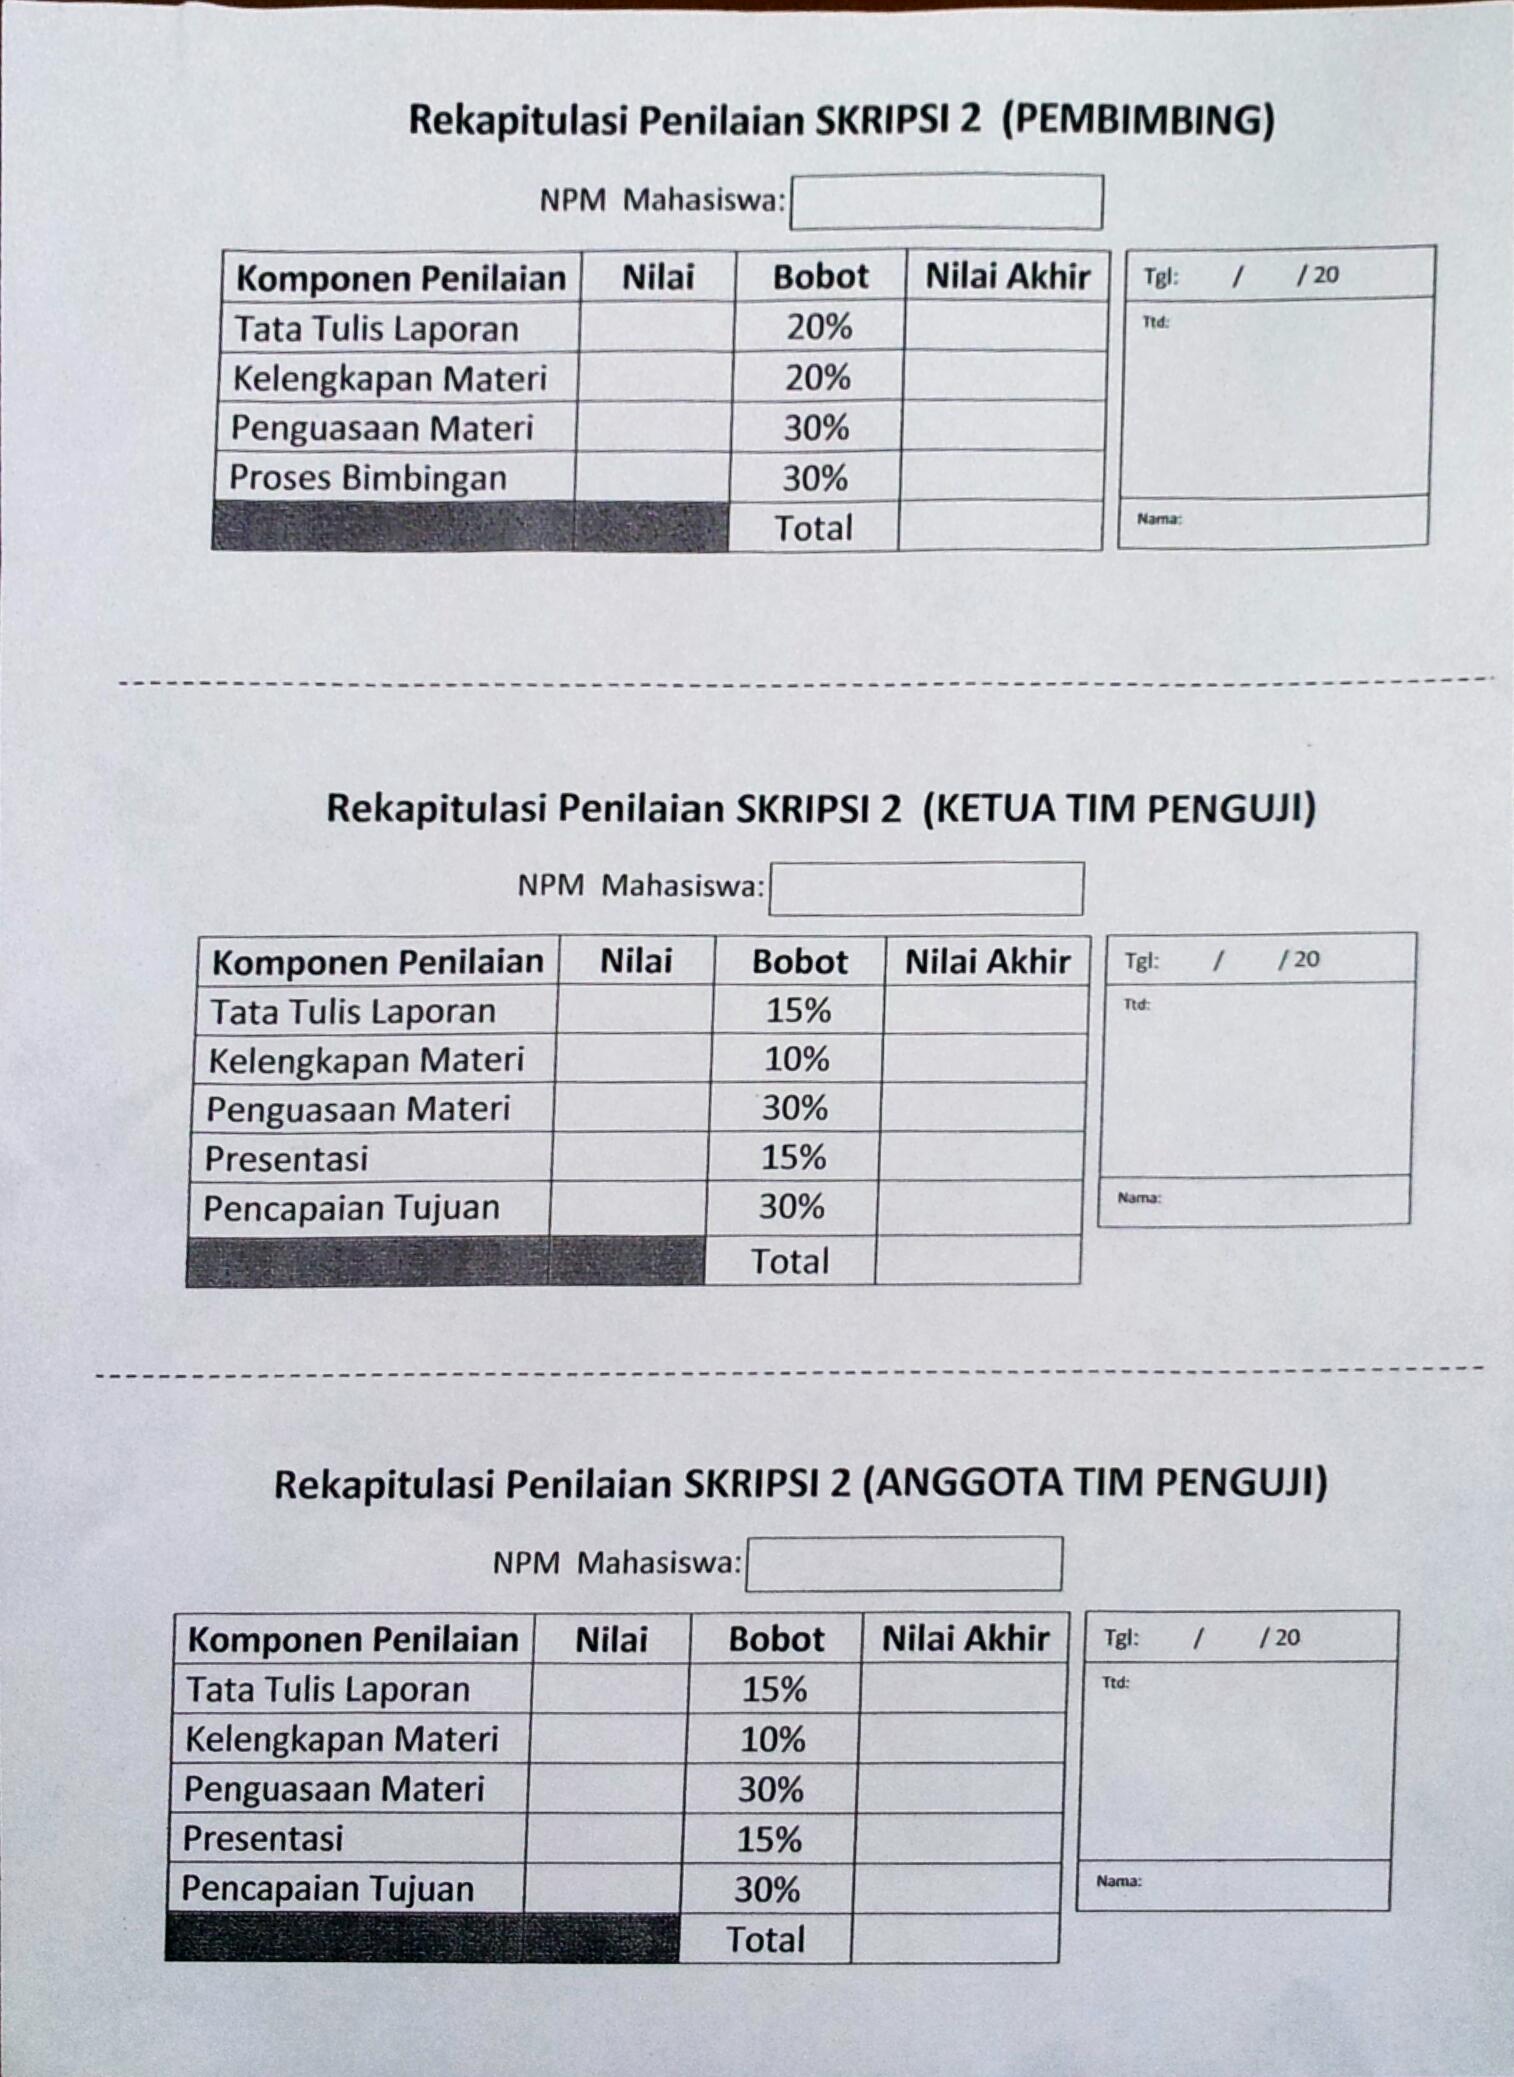 Rekapitulasi Penilaian SKRIPSI 2 (PEMBIMBING)
NPM Mahasiswa:
Komponen Penilaian Nilai Bobot Nilai Akhir
Tata Tulis Laporan 20%
Kelengkapan Materi 20%
Penguasaan Materi 30%
Proses Bimbingan 30%
Total
Tgl: / / 20
Ttd:
Nama:
Rekapitulasi Penilaian SKRIPSI 2 (KETUA TIM PENGUJI)
NPM Mahasiswa:
Komponen Penilaian Nilai Bobot Nilai Akhir
Tata Tulis Laporan 15%
Kelengkapan Materi 10%
Penguasaan Materi 30%
Presentasi 15%
Pencapaian Tujuan 30%
Total
Tgl: / / 20
Ttd:
Nama:
Rekapitulasi Penilaian SKRIPSI 2 (ANGGOTA TIM PENGUJI)
NPM Mahasiswa:
Komponen Penilaian Nilai Bobot Nilai Akhir
Tata Tulis Laporan 15%
Kelengkapan Materi 10%
Penguasaan Materi 30%
Presentasi 15%
Pencapaian Tujuan 30%
Total
Tgl: / / 20
Ttd:
Nama: